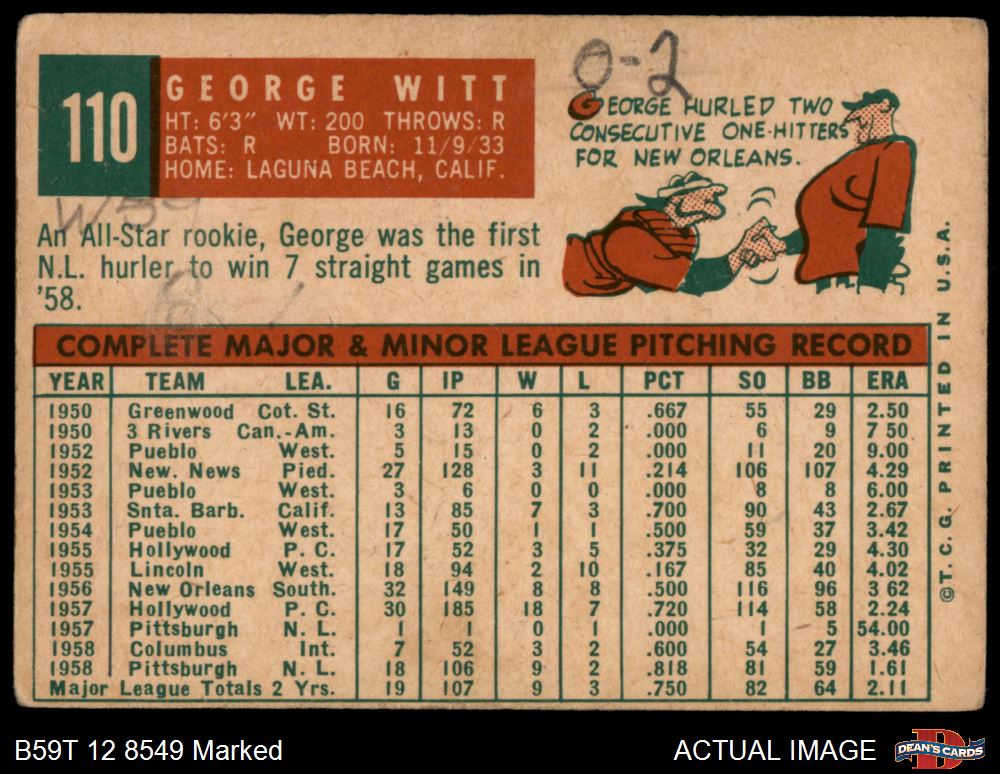 0-2
110
GEORGE WITT
HT: 6'3" WT: 200 THROWS: R
BATS: R BORN: 11/9/33
HOME: LAGUNA BEACH, CALIF.
GEORGE HURLED TWO
CONSECUTIVE ONE-HITTERS
FOR NEW ORLEANS.
An All-Star rookie, George was the first
N.L. hurler to win 7 straight games in
'58.
COMPLETE MAJOR & MINOR LEAGUE PITCHING RECORD
YEAR TEAM LEA. G IP W L PCT SO BB ERA
1950 Greenwood Cot. St. 16 72 6 3 .667 55 29 2.50
1950 3 Rivers Can.-Am. 3 13 0 2 .000 6 9 7 50
1952 Pueblo West. 5 15 0 2 .000 11 20 9.00
1952 New. News Pied. 27 128 3 11 .214 106 107 4.29
1953 Pueblo West. 3 6 0 0 .000 8 8 6.00
1953 Snta. Barb. Calif. 13 85 7 3 .700 90 43 2.67
1954 Pueblo West. 17 50 1 1 .500 59 37 3.42
1955 Hollywood P. C. 17 52 3 5 .375 32 29 4.30
1955 Lincoln West. 18 94 2 10 .167 85 40 4.02
1956 New Orleans South. 32 149 8 8 .500 116 96 3 62
1957 Hollywood P. C. 30 185 18 7 .720 114 58 2.24
1957 Pittsburgh N. L. 1 1 0 1 .000 1 5 54.00
1958 Columbus Int. 7 52 3 2 .600 54 27 3.46
1958 Pittsburgh N. L. 18 106 9 2 .818 81 59 1.61
Major League Totals 2 Yrs. 19 107 9 3 .750 82 64 2.11
©T. C. G. PRINTED IN U.S.A.
B59T 12 8549 Marked
ACTUAL IMAGE
DEAN'S CARDS